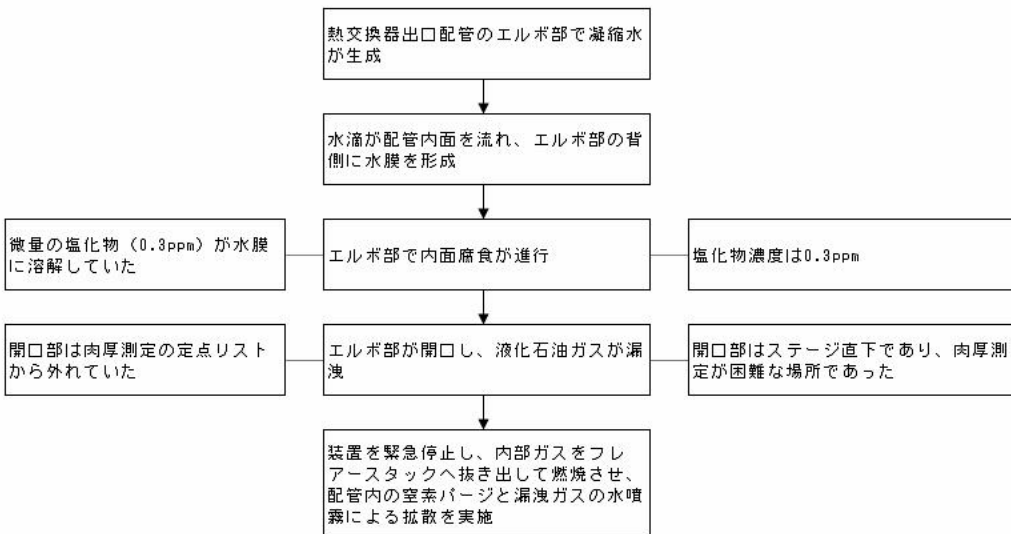 熱交換器出口配管のエルボ部で凝縮水
が生成
水滴が配管内面を流れ、エルボ部の背
側に水膜を形成
微量の塩化物（0.3ppm）が水膜
に溶解していた
エルボ部で内面腐食が進行
塩化物濃度は0.3ppm
開口部は肉厚測定の定点リスト
から外れていた
エルボ部が開口し、液化石油ガスが漏
洩
開口部はステージ直下であり、肉厚測
定が困難な場所であった
装置を緊急停止し、内部ガスをフレ
アースタックへ抜き出して燃焼させ、
配管内の窒素パージと漏洩ガスの水噴
霧による拡散を実施